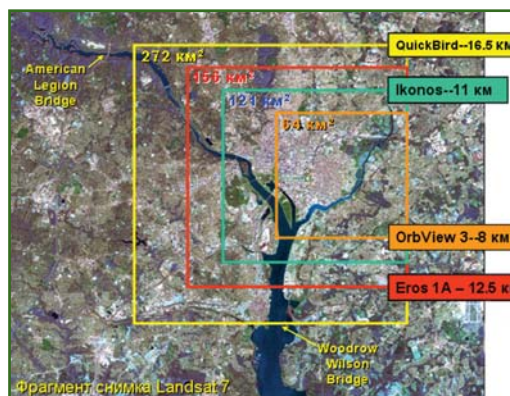 QuickBird--16.5 км
272 км²
American
Legion
Bridge
156 км²
Ikonos--11 км
121 км²
64 км²
OrbView 3--8 км
Eros 1A – 12.5 км
Woodrow
Wilson
Bridge
Фрагмент снимка Landsat 7